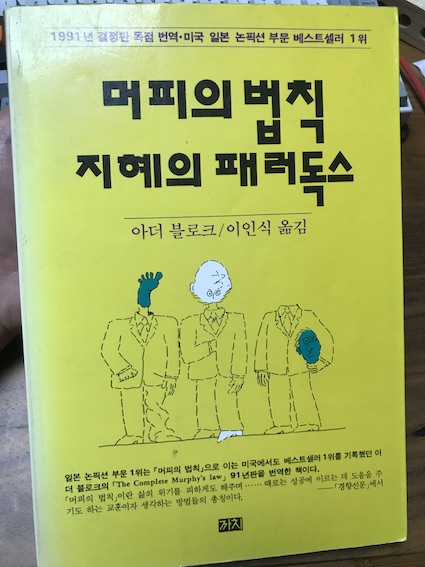 1991년 결정판 독점 번역·미국 일본 논픽션 부문 베스트셀러 1위
머피의 법칙
지혜의 패러독스
아더 블로크/이인식 옮김
일본 논픽션 부문 1위는 「머피의 법칙」으로 이는 미국에서도 베스트셀러 1위를 기록했던 아
더 블로크의 「The Complete Murphy's law」 91년판을 번역한 책이다.
「머피의 법칙」이란 삶의 위기를 피하게도 해주며…… 때로는 성공에 이르는 데 도움을 주
기도 하는 교훈이자 생각하는 방법들의 총칭이다. ——「경향신문」에서
까치